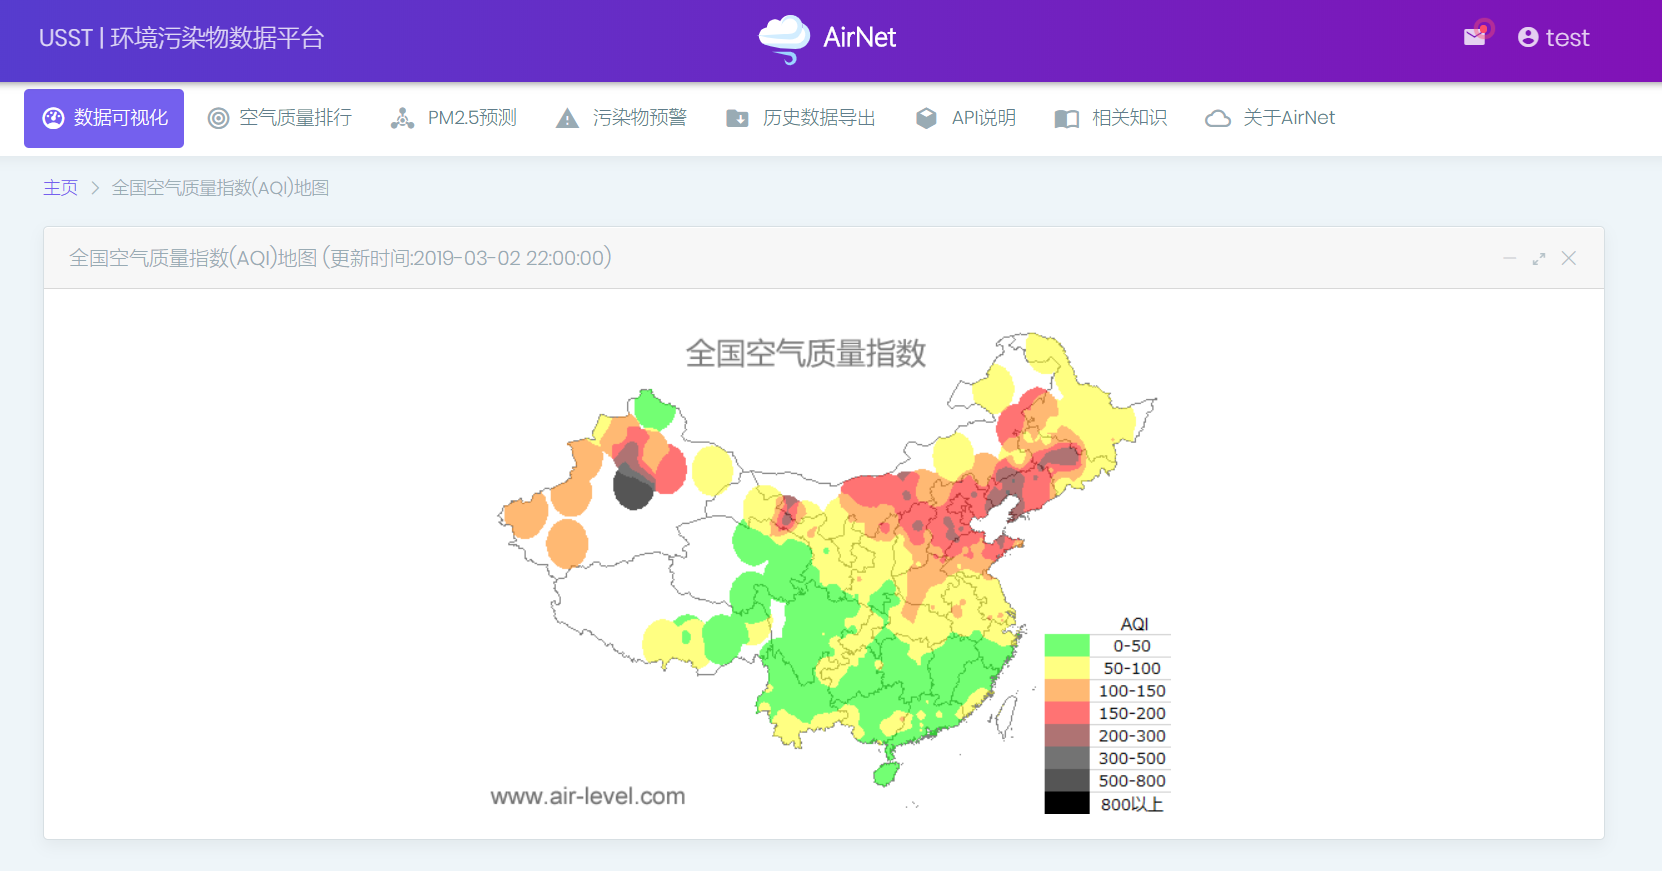 USST | 环境污染物数据平台
AirNet
test
数据可视化
空气质量排行
PM2.5预测
污染物预警
历史数据导出
API说明
相关知识
关于AirNet
主页 > 全国空气质量指数(AQI)地图
全国空气质量指数(AQI)地图 (更新时间:2019-03-02 22:00:00)
全国空气质量指数
AQI
0-50
50-100
100-150
150-200
200-300
300-500
500-800
800以上
www.air-level.com